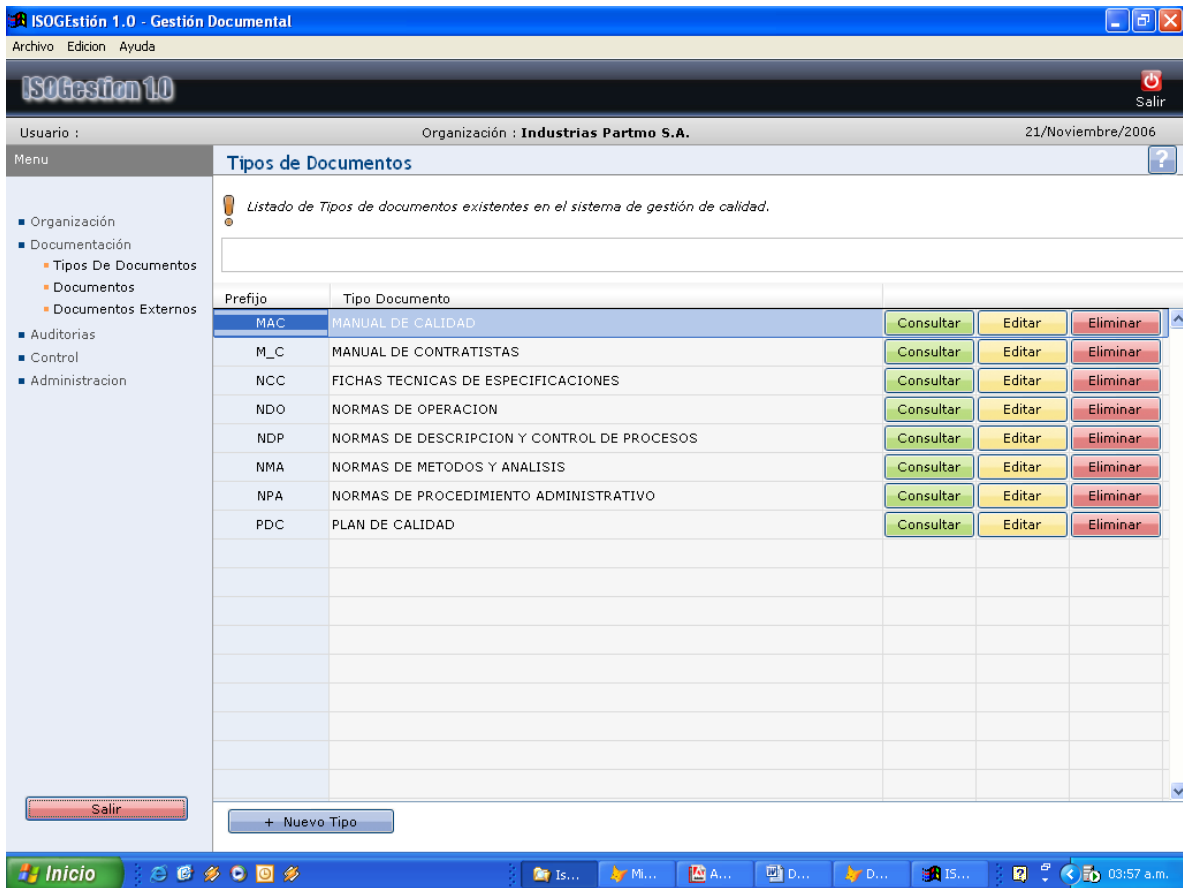 ISOGEstión 1.0 - Gestión Documental
Archivo Edicion Ayuda
ISOGestion 1.0
Salir
Usuario : Organización : Industrias Partmo S.A. 21/Noviembre/2006
Menu
Tipos de Documentos
?
Listado de Tipos de documentos existentes en el sistema de gestión de calidad.
Organización
Documentación
Tipos De Documentos
Documentos
Documentos Externos
Auditorias
Control
Administracion
Prefijo Tipo Documento
MAC MANUAL DE CALIDAD Consultar Editar Eliminar
M_C MANUAL DE CONTRATISTAS Consultar Editar Eliminar
NCC FICHAS TECNICAS DE ESPECIFICACIONES Consultar Editar Eliminar
NDO NORMAS DE OPERACION Consultar Editar Eliminar
NDP NORMAS DE DESCRIPCION Y CONTROL DE PROCESOS Consultar Editar Eliminar
NMA NORMAS DE METODOS Y ANALISIS Consultar Editar Eliminar
NPA NORMAS DE PROCEDIMIENTO ADMINISTRATIVO Consultar Editar Eliminar
PDC PLAN DE CALIDAD Consultar Editar Eliminar
Salir
+ Nuevo Tipo
Inicio Is... Mi... A... D... D... IS... 03:57 a.m.